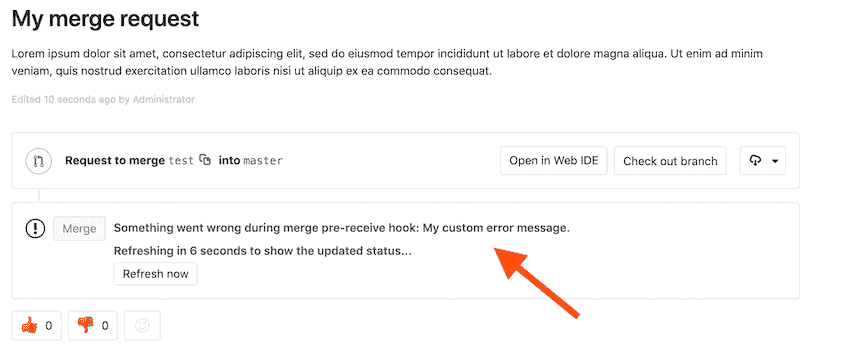 My merge request
Lorem ipsum dolor sit amet, consectetur adipiscing elit, sed do eiusmod tempor incididunt ut labore et dolore magna aliqua. Ut enim ad minim
veniam, quis nostrud exercitation ullamco laboris nisi ut aliquip ex ea commodo consequat.
Edited 10 seconds ago by Administrator
Request to merge test into master Open in Web IDE Check out branch
Merge Something went wrong during merge pre-receive hook: My custom error message.
Refreshing in 6 seconds to show the updated status...
Refresh now
0 0